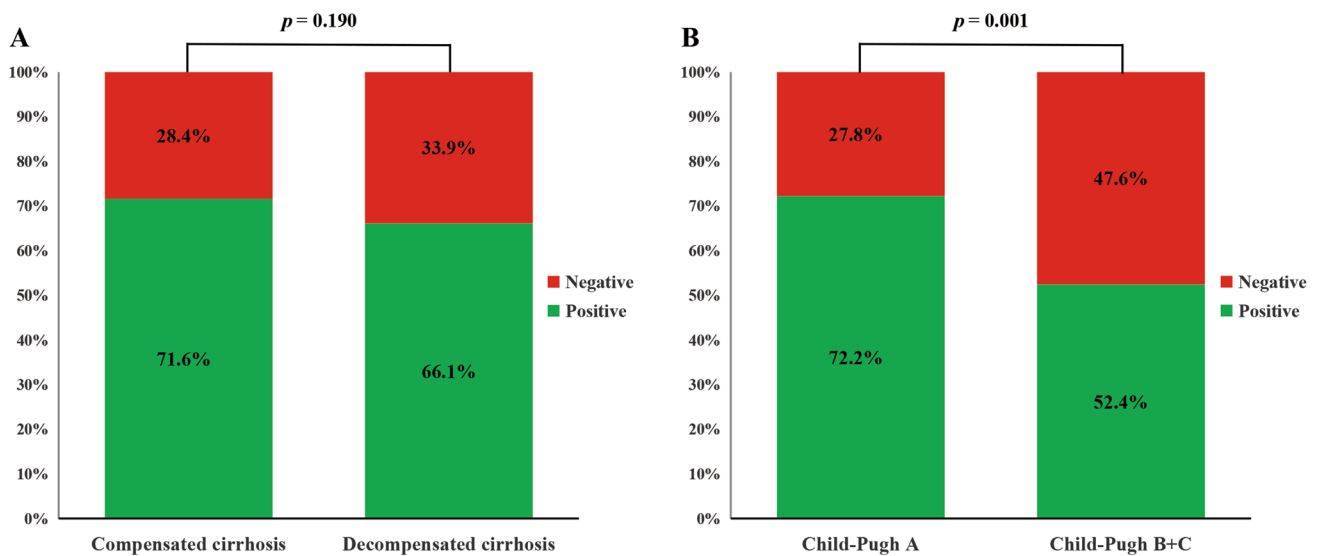 A
p = 0.190
100%
90%
80%
70%
60%
50%
40%
30%
20%
10%
0%
28.4%
71.6%
33.9%
66.1%
Negative
Positive
Compensated cirrhosis
Decompensated cirrhosis
B
p = 0.001
100%
90%
80%
70%
60%
50%
40%
30%
20%
10%
0%
27.8%
72.2%
47.6%
52.4%
Negative
Positive
Child-Pugh A
Child-Pugh B+C